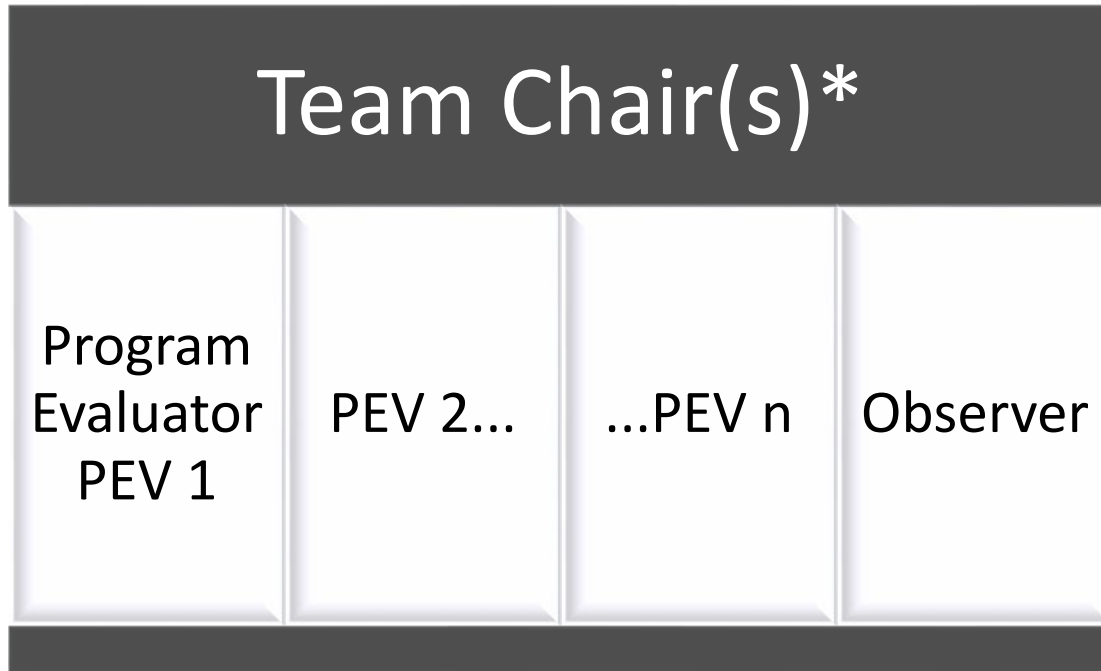 Team Chair(s)*
Program
Evaluator
PEV 1
PEV 2...
...PEV n
Observer